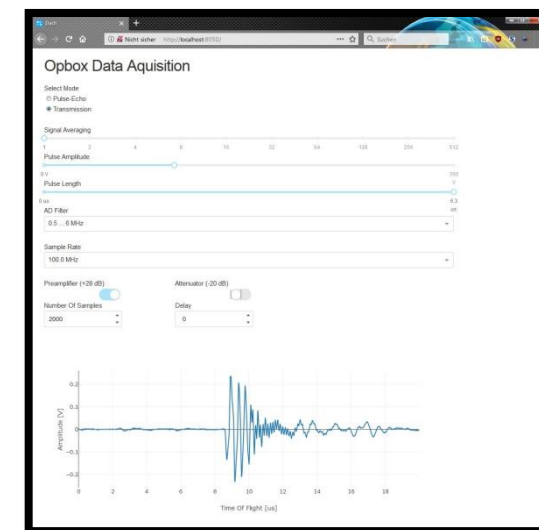 Dash
Nicht sicher http://localhost:8050/
Suchen
Opbox Data Aquisition
Select Mode
Pulse-Echo
Transmission
Signal Averaging
1 2 4 8 16 32 64 128 256 512
Pulse Amplitude
0 V
V
Pulse Length
0 us
6.3
us
AD Filter
0.5 ... 6 MHz
Sample Rate
100.0 MHz
Preamplifier (+28 dB) Attenuator (-20 dB)
Number Of Samples Delay
2000 0
Amplitude [V]
0.2
0.1
0
−0.1
−0.2
0 2 4 6 8 10 12 14 16 18
Time Of Flight [us]